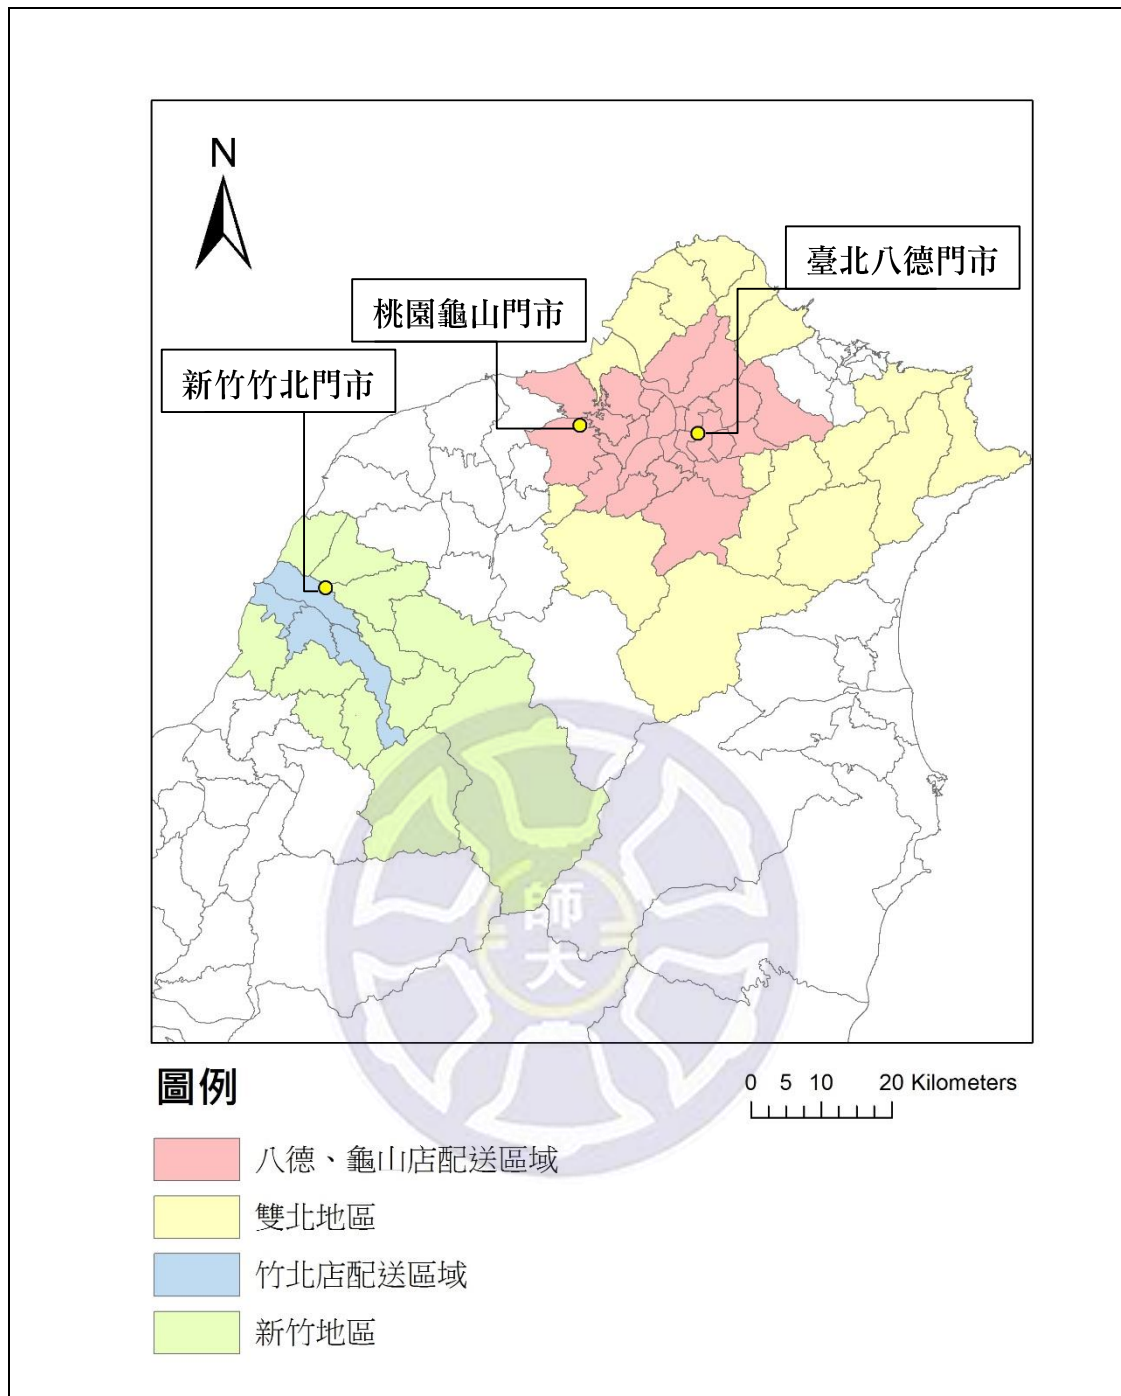 N
臺北八德門市
桃園龜山門市
新竹竹北門市
師
大
圖例
0 5 10 20 Kilometers
八德、龜山店配送區域
雙北地區
竹北店配送區域
新竹地區